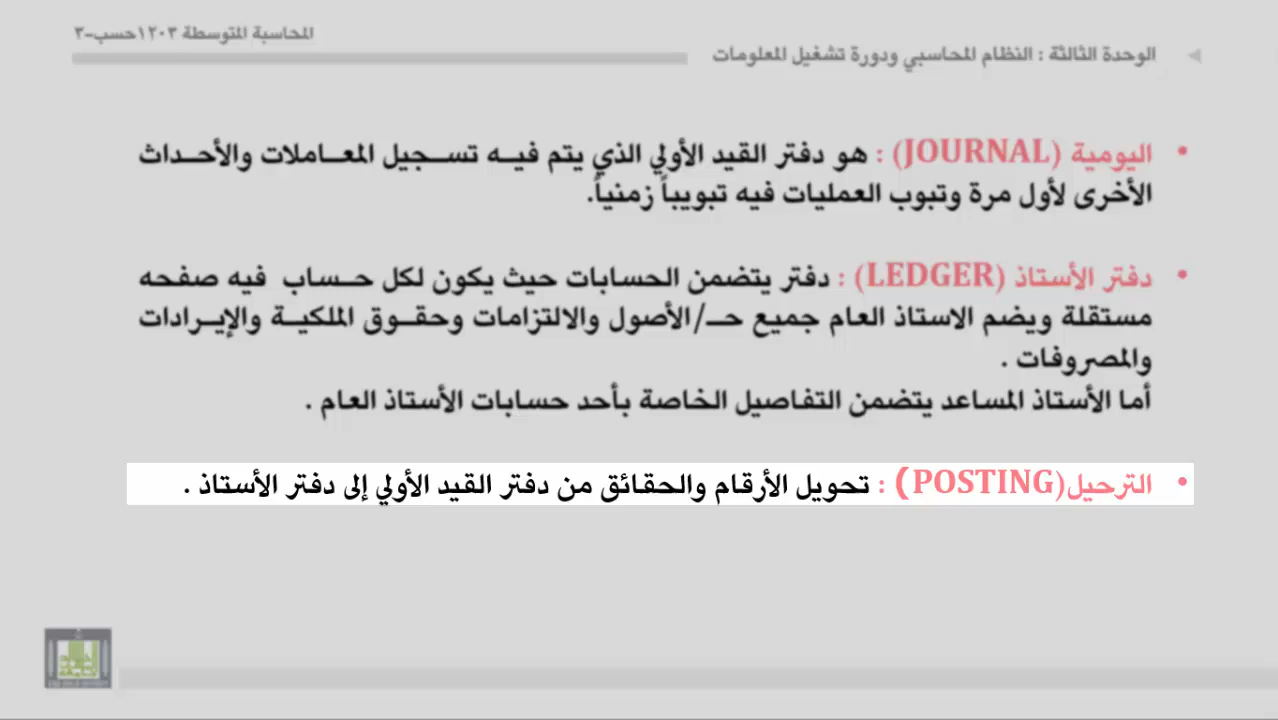 المحاسبة المتوسطة ١٢٠٣حسب-٣
الوحدة الثالثة : النظام المحاسبي ودورة تشغيل المعلومات
• اليومية (JOURNAL) : هو دفتر القيد الأولي الذي يتم فيه تسجيل المعاملات والأحداث
الأخرى لأول مرة وتبوب العمليات فيه تبويباً زمنياً.
• دفتر الأستاذ (LEDGER) : دفتر يتضمن الحسابات حيث يكون لكل حساب فيه صفحه
مستقلة ويضم الاستاذ العام جميع حـ/الأصول والالتزامات وحقوق الملكية والإيرادات
والمصروفات .
أما الأستاذ المساعد يتضمن التفاصيل الخاصة بأحد حسابات الأستاذ العام .
• الترحيل(POSTING) : تحويل الأرقام والحقائق من دفتر القيد الأولي إلى دفتر الأستاذ .